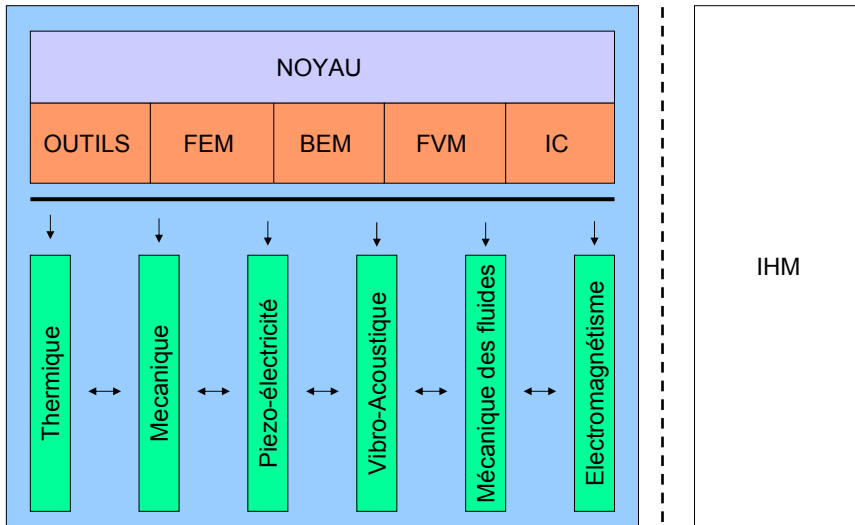 NOYAU
OUTILS
FEM
BEM
FVM
IC
Thermique
Mecanique
Piezo-électricité
Vibro-Acoustique
Mécanique des fluides
Electromagnétisme
IHM